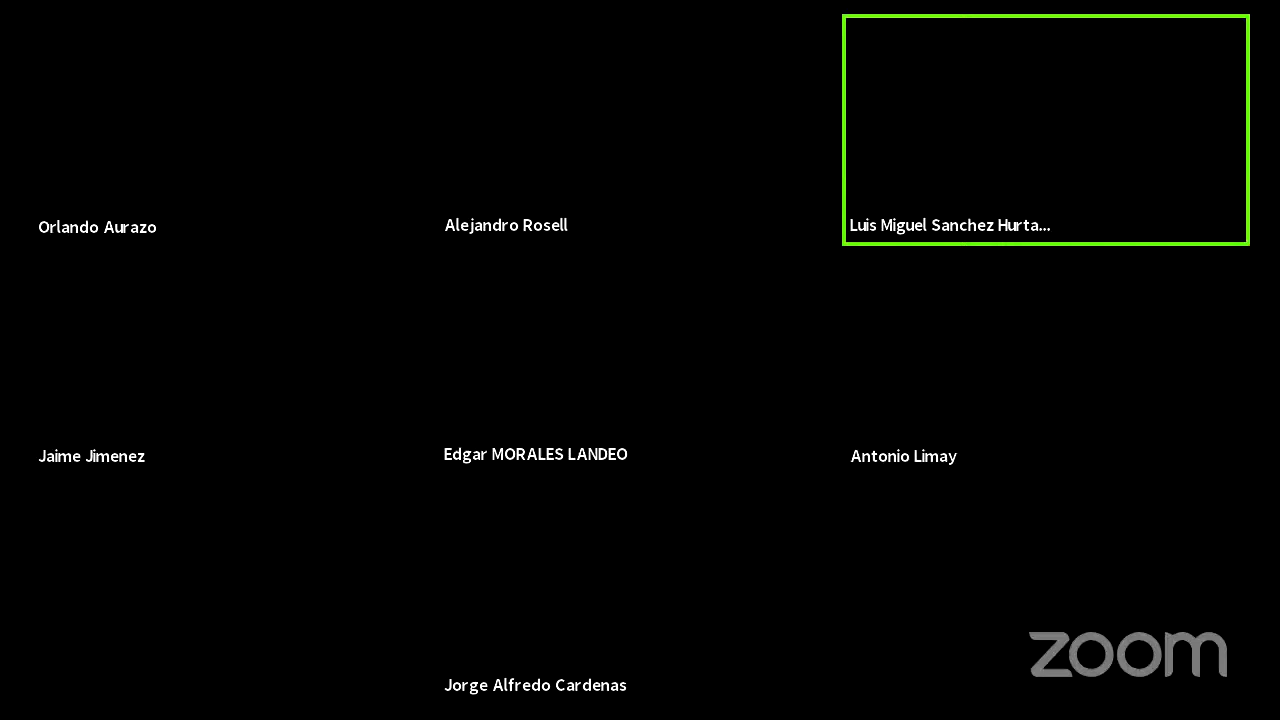 Orlando Aurazo
Alejandro Rosell
Luis Miguel Sanchez Hurta...
Jaime Jimenez
Edgar MORALES LANDEO
Antonio Limay
Jorge Alfredo Cardenas
zoom